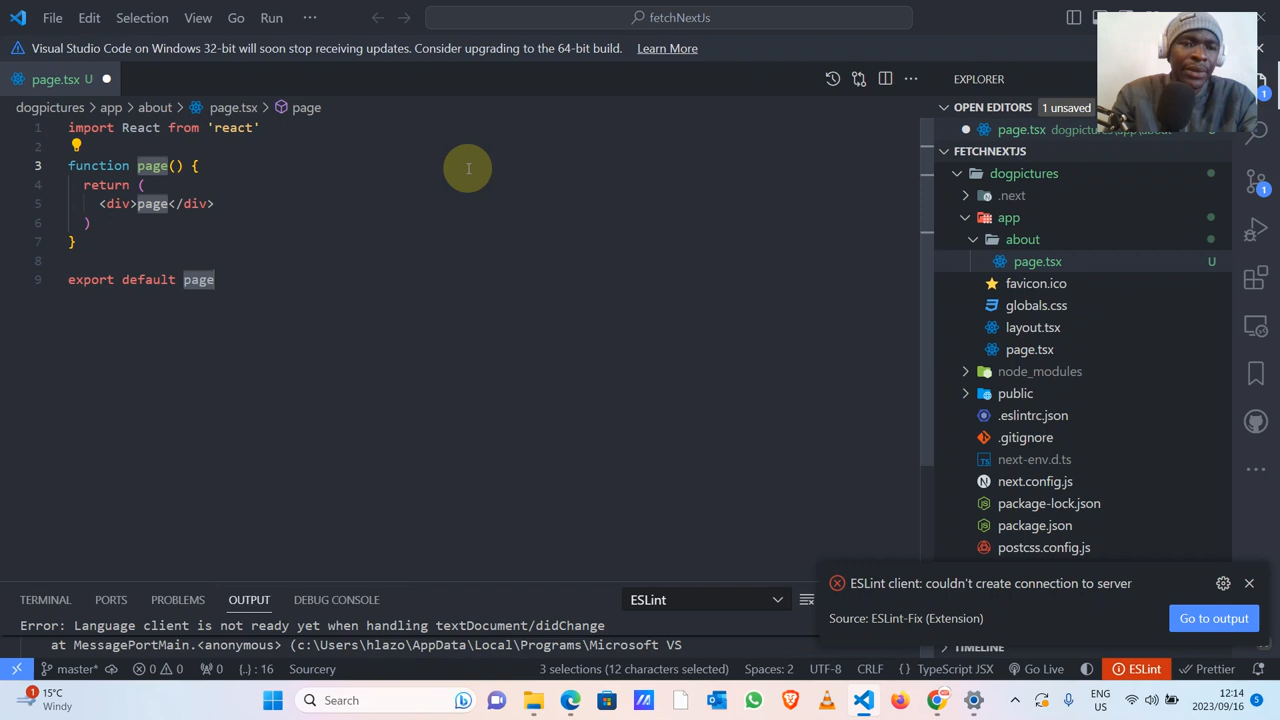 File Edit Selection View Go Run ··· fetchNextJs
Visual Studio Code on Windows 32-bit will soon stop receiving updates. Consider upgrading to the 64-bit build. Learn More
page.tsx U
dogpictures > app > about > page.tsx > page
1 import React from 'react'
2
3 function page() {
4 return (
5 <div>page</div>
6 )
7 }
8
9 export default page
EXPLORER
OPEN EDITORS 1 unsaved
page.tsx dogpictures\app\about
FETCHNEXTJS
dogpictures
.next
app
about
page.tsx U
favicon.ico
globals.css
layout.tsx
page.tsx
node_modules
public
.eslintrc.json
.gitignore
next-env.d.ts
next.config.js
package-lock.json
package.json
postcss.config.js
TIMELINE
1
1
TERMINAL PORTS PROBLEMS OUTPUT DEBUG CONSOLE ESLint
Error: Language client is not ready yet when handling textDocument/didChange
at MessagePortMain.<anonymous> (c:\Users\hlazo\AppData\Local\Programs\Microsoft VS
ESLint client: couldn't create connection to server
Source: ESLint-Fix (Extension)
Go to output
master* 0 0 0 {.} : 16 Sourcery 3 selections (12 characters selected) Spaces: 2 UTF-8 CRLF {} TypeScript JSX Go Live ESLint Prettier
1 15°C
Windy
Search
ENG
US
12:14
2023/09/16
5